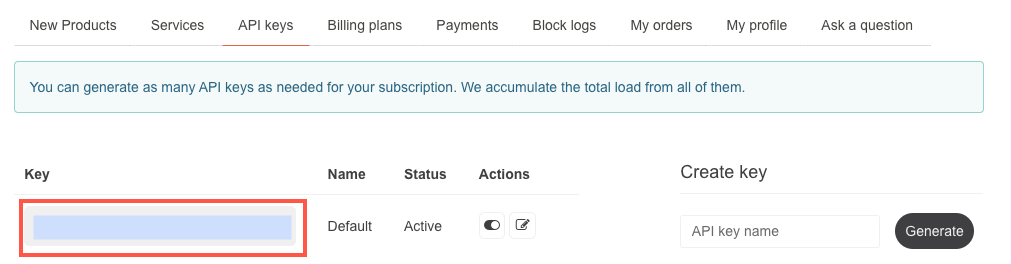 New Products Services API keys Billing plans Payments Block logs My orders My profile Ask a question
You can generate as many API keys as needed for your subscription. We accumulate the total load from all of them.
Key Name Status Actions
Default Active
Create key
API key name Generate